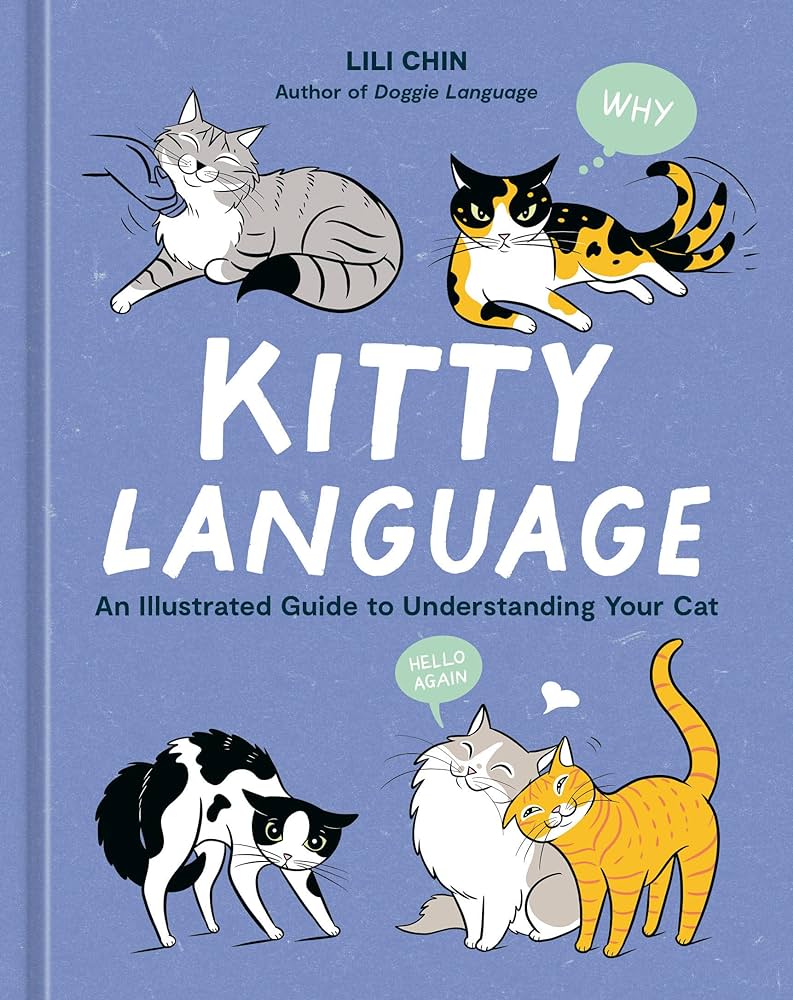 LILI CHIN
Author of Doggie Language
WHY
KITTY
LANGUAGE
An Illustrated Guide to Understanding Your Cat
HELLO
AGAIN